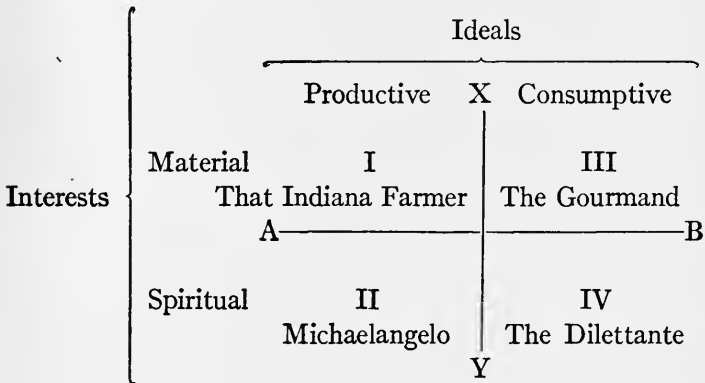 Ideals
Productive X Consumptive
Material I III
Interests That Indiana Farmer The Gourmand
A B
Spiritual II IV
Michaelangelo The Dilettante
Y